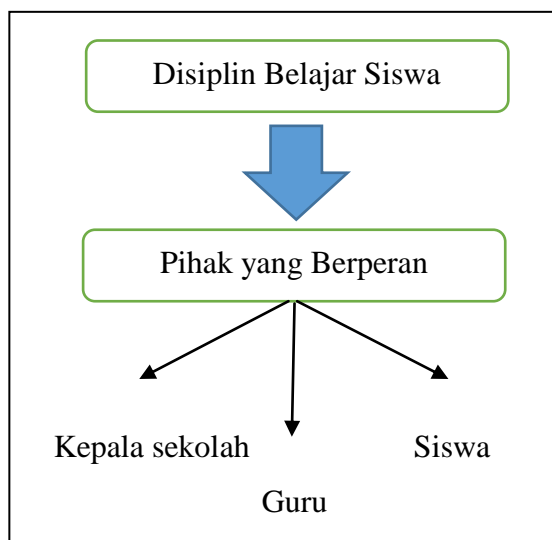 Disiplin Belajar Siswa
Pihak yang Berperan
Kepala sekolah
Siswa
Guru